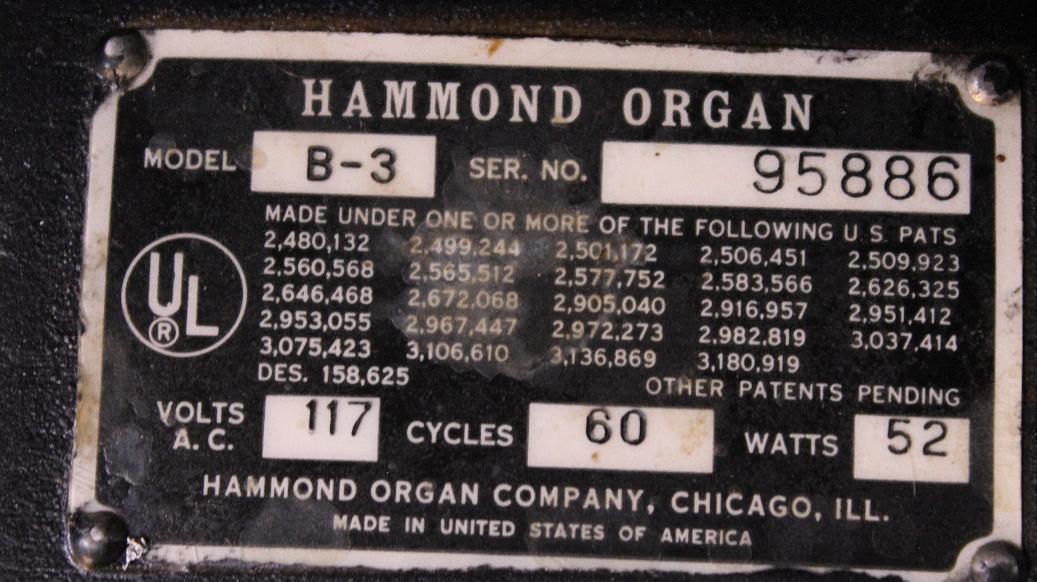 HAMMOND ORGAN
MODEL B-3 SER. NO. 95886
MADE UNDER ONE OR MORE OF THE FOLLOWING U.S. PATS
2,480,132 2,499,244 2,501,172 2,506,451 2,509,923
2,560,568 2,565,512 2,577,752 2,583,566 2,626,325
2,646,468 2,672,068 2,905,040 2,916,957 2,951,412
2,953,055 2,967,447 2,972,273 2,982,819 3,037,414
3,075,423 3,106,610 3,136,869 3,180,919
DES. 158,625 OTHER PATENTS PENDING
UL
®
VOLTS A.C. 117 CYCLES 60 WATTS 52
HAMMOND ORGAN COMPANY, CHICAGO, ILL.
MADE IN UNITED STATES OF AMERICA